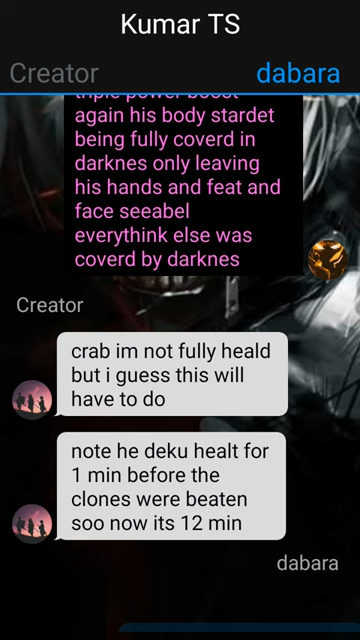 Kumar TS
Creator
dabara
triple power boost
again his body stardet
being fully coverd in
darknes only leaving
his hands and feat and
face seeabel
everythink else was
coverd by darknes
Creator
crab im not fully heald
but i guess this will
have to do
note he deku healt for
1 min before the
clones were beaten
soo now its 12 min
dabara